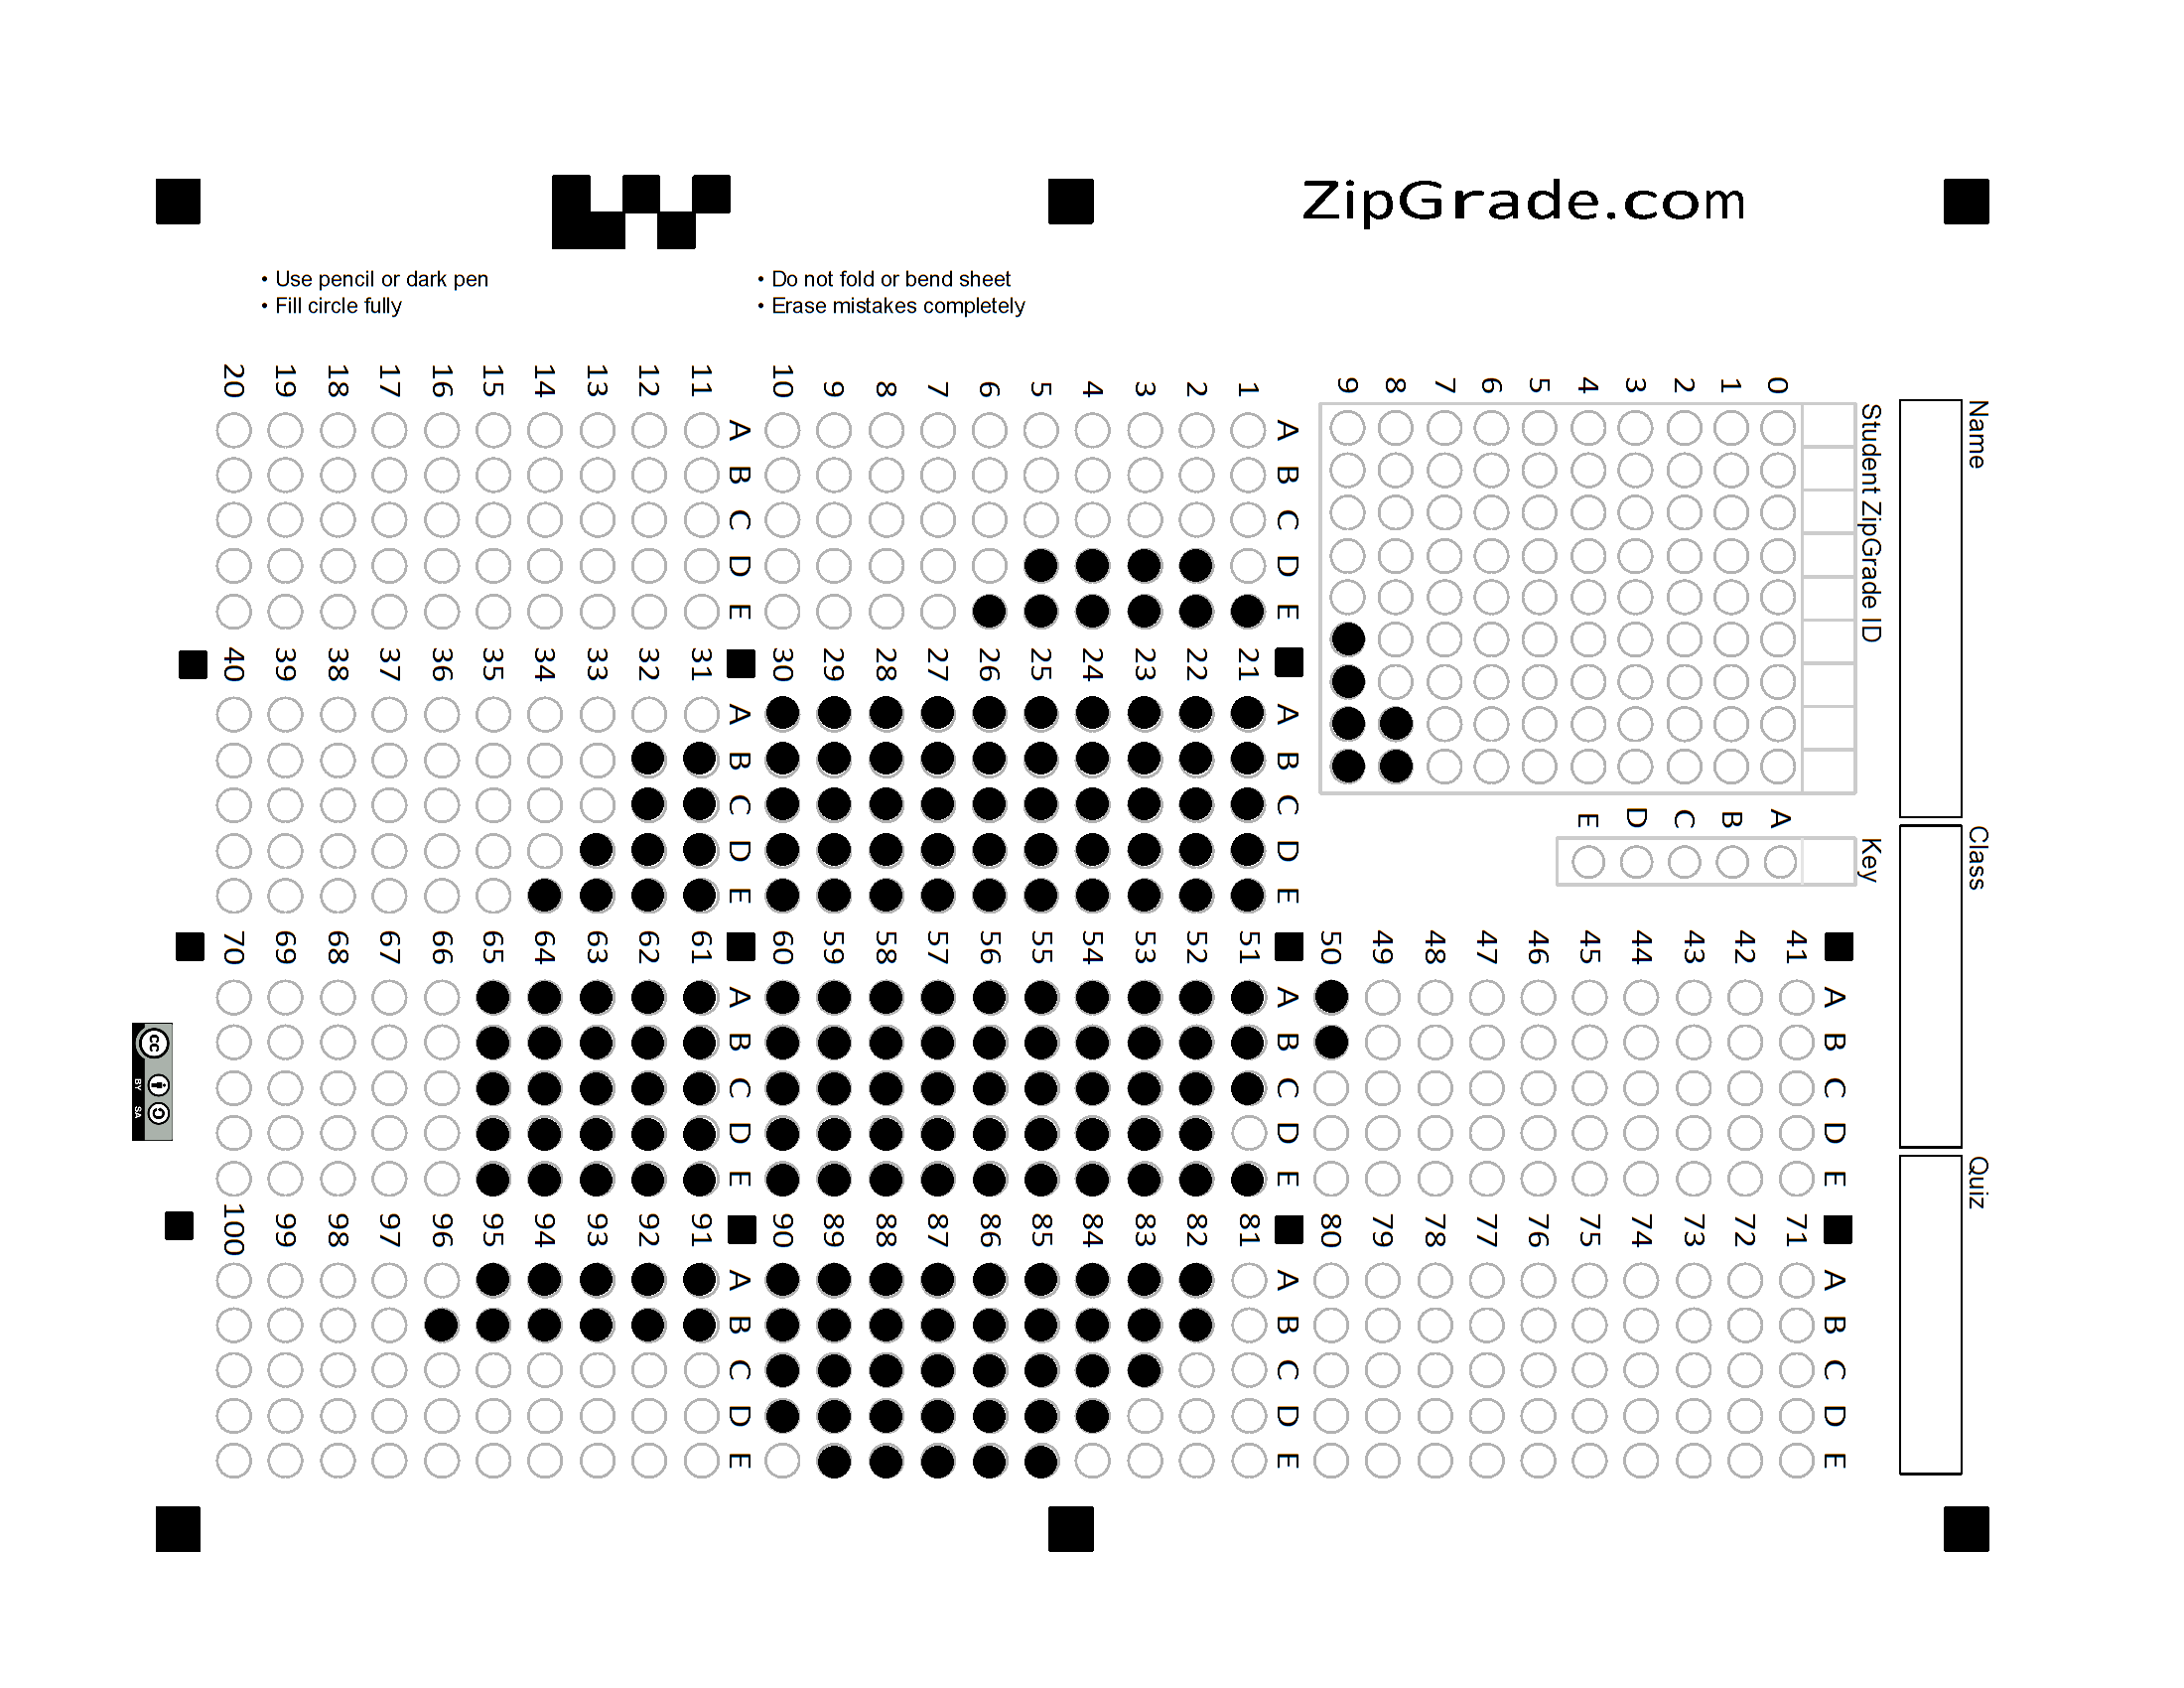 ZipGrade.com
• Use pencil or dark pen
• Fill circle fully
• Do not fold or bend sheet
• Erase mistakes completely
Name
Class
Quiz
Student ZipGrade ID
0 1 2 3 4 5 6 7 8 9
Key
A B C D E
1 2 3 4 5 6 7 8 9 10
A B C D E
11 12 13 14 15 16 17 18 19 20
A B C D E
21 22 23 24 25 26 27 28 29 30
A B C D E
31 32 33 34 35 36 37 38 39 40
A B C D E
41 42 43 44 45 46 47 48 49 50
A B C D E
51 52 53 54 55 56 57 58 59 60
A B C D E
61 62 63 64 65 66 67 68 69 70
A B C D E
71 72 73 74 75 76 77 78 79 80
A B C D E
81 82 83 84 85 86 87 88 89 90
A B C D E
91 92 93 94 95 96 97 98 99 100
A B C D E
cc
BY SA